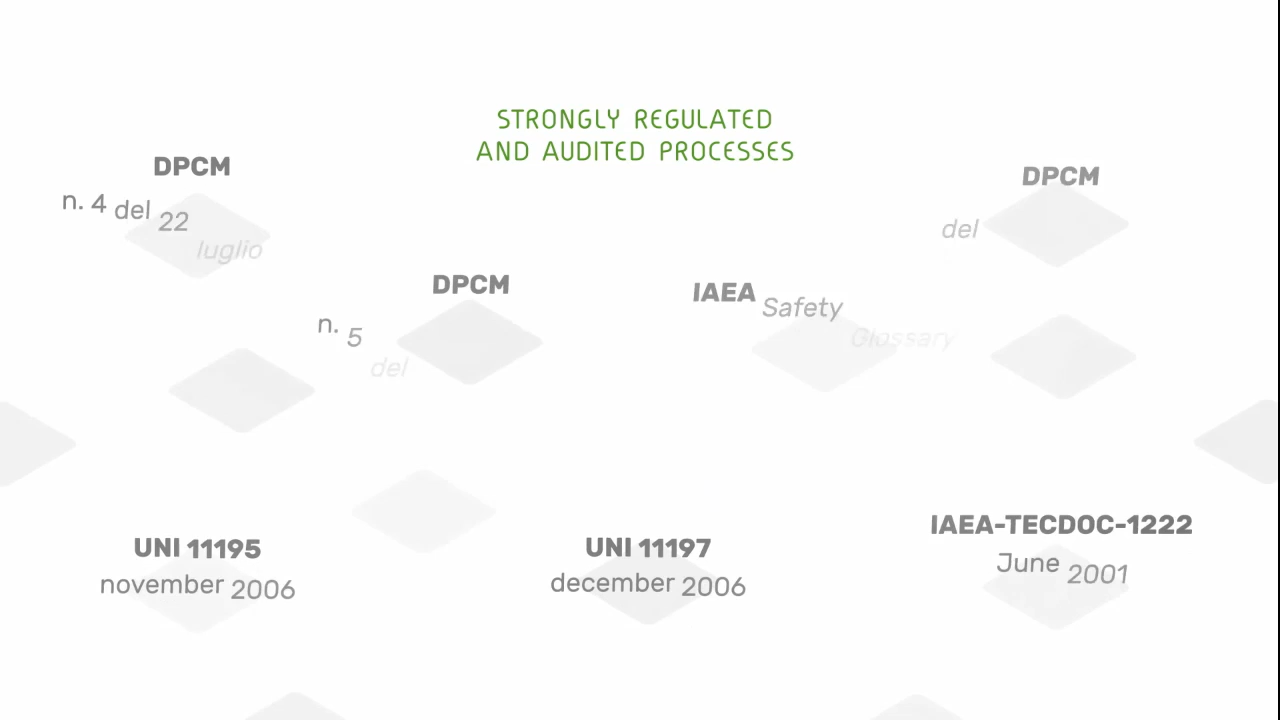 STRONGLY REGULATED
AND AUDITED PROCESSES
DPCM
n. 4 del 22
luglio
DPCM
del
DPCM
n. 5
del
IAEA Safety
Glossary
UNI 11195
november 2006
UNI 11197
december 2006
IAEA-TECDOC-1222
June 2001